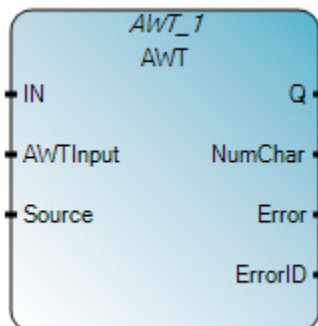 AWT_1
AWT
IN Q
AWTInput NumChar
Source Error
ErrorID